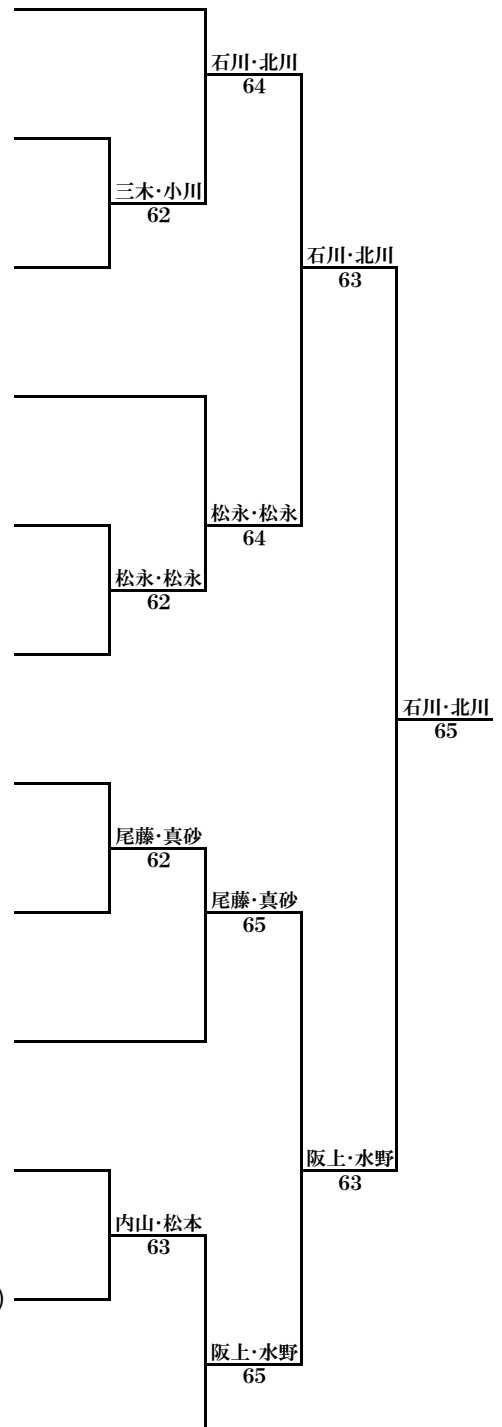 石川・北川
64
三木・小川
62
石川・北川
63
松永・松永
64
松永・松永
62
石川・北川
65
尾藤・真砂
62
尾藤・真砂
65
阪上・水野
63
内山・松本
63
)
阪上・水野
65